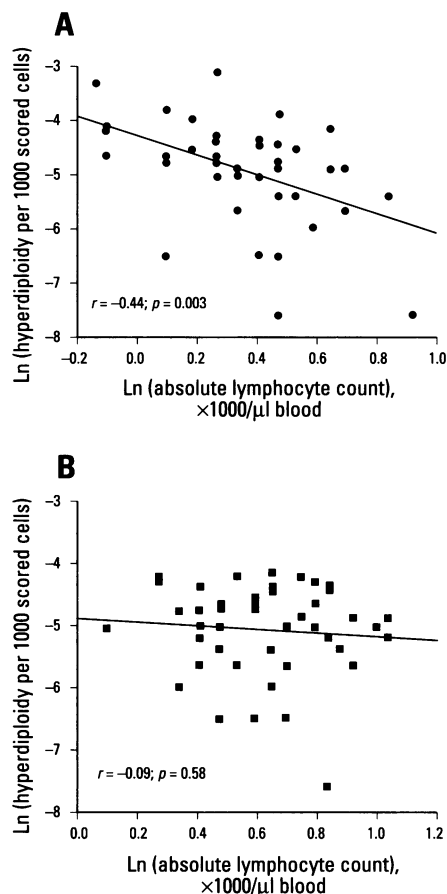 A
Ln (hyperdiploidy per 1000 scored cells)
−3
−4
−5
−6
−7
−8
r = −0.44; p = 0.003
−0.2 0.0 0.2 0.4 0.6 0.8 1.0
Ln (absolute lymphocyte count),
×1000/µl blood
B
Ln (hyperdiploidy per 1000 scored cells)
−3
−4
−5
−6
−7
−8
r = −0.09; p = 0.58
0.0 0.2 0.4 0.6 0.8 1.0 1.2
Ln (absolute lymphocyte count),
×1000/µl blood